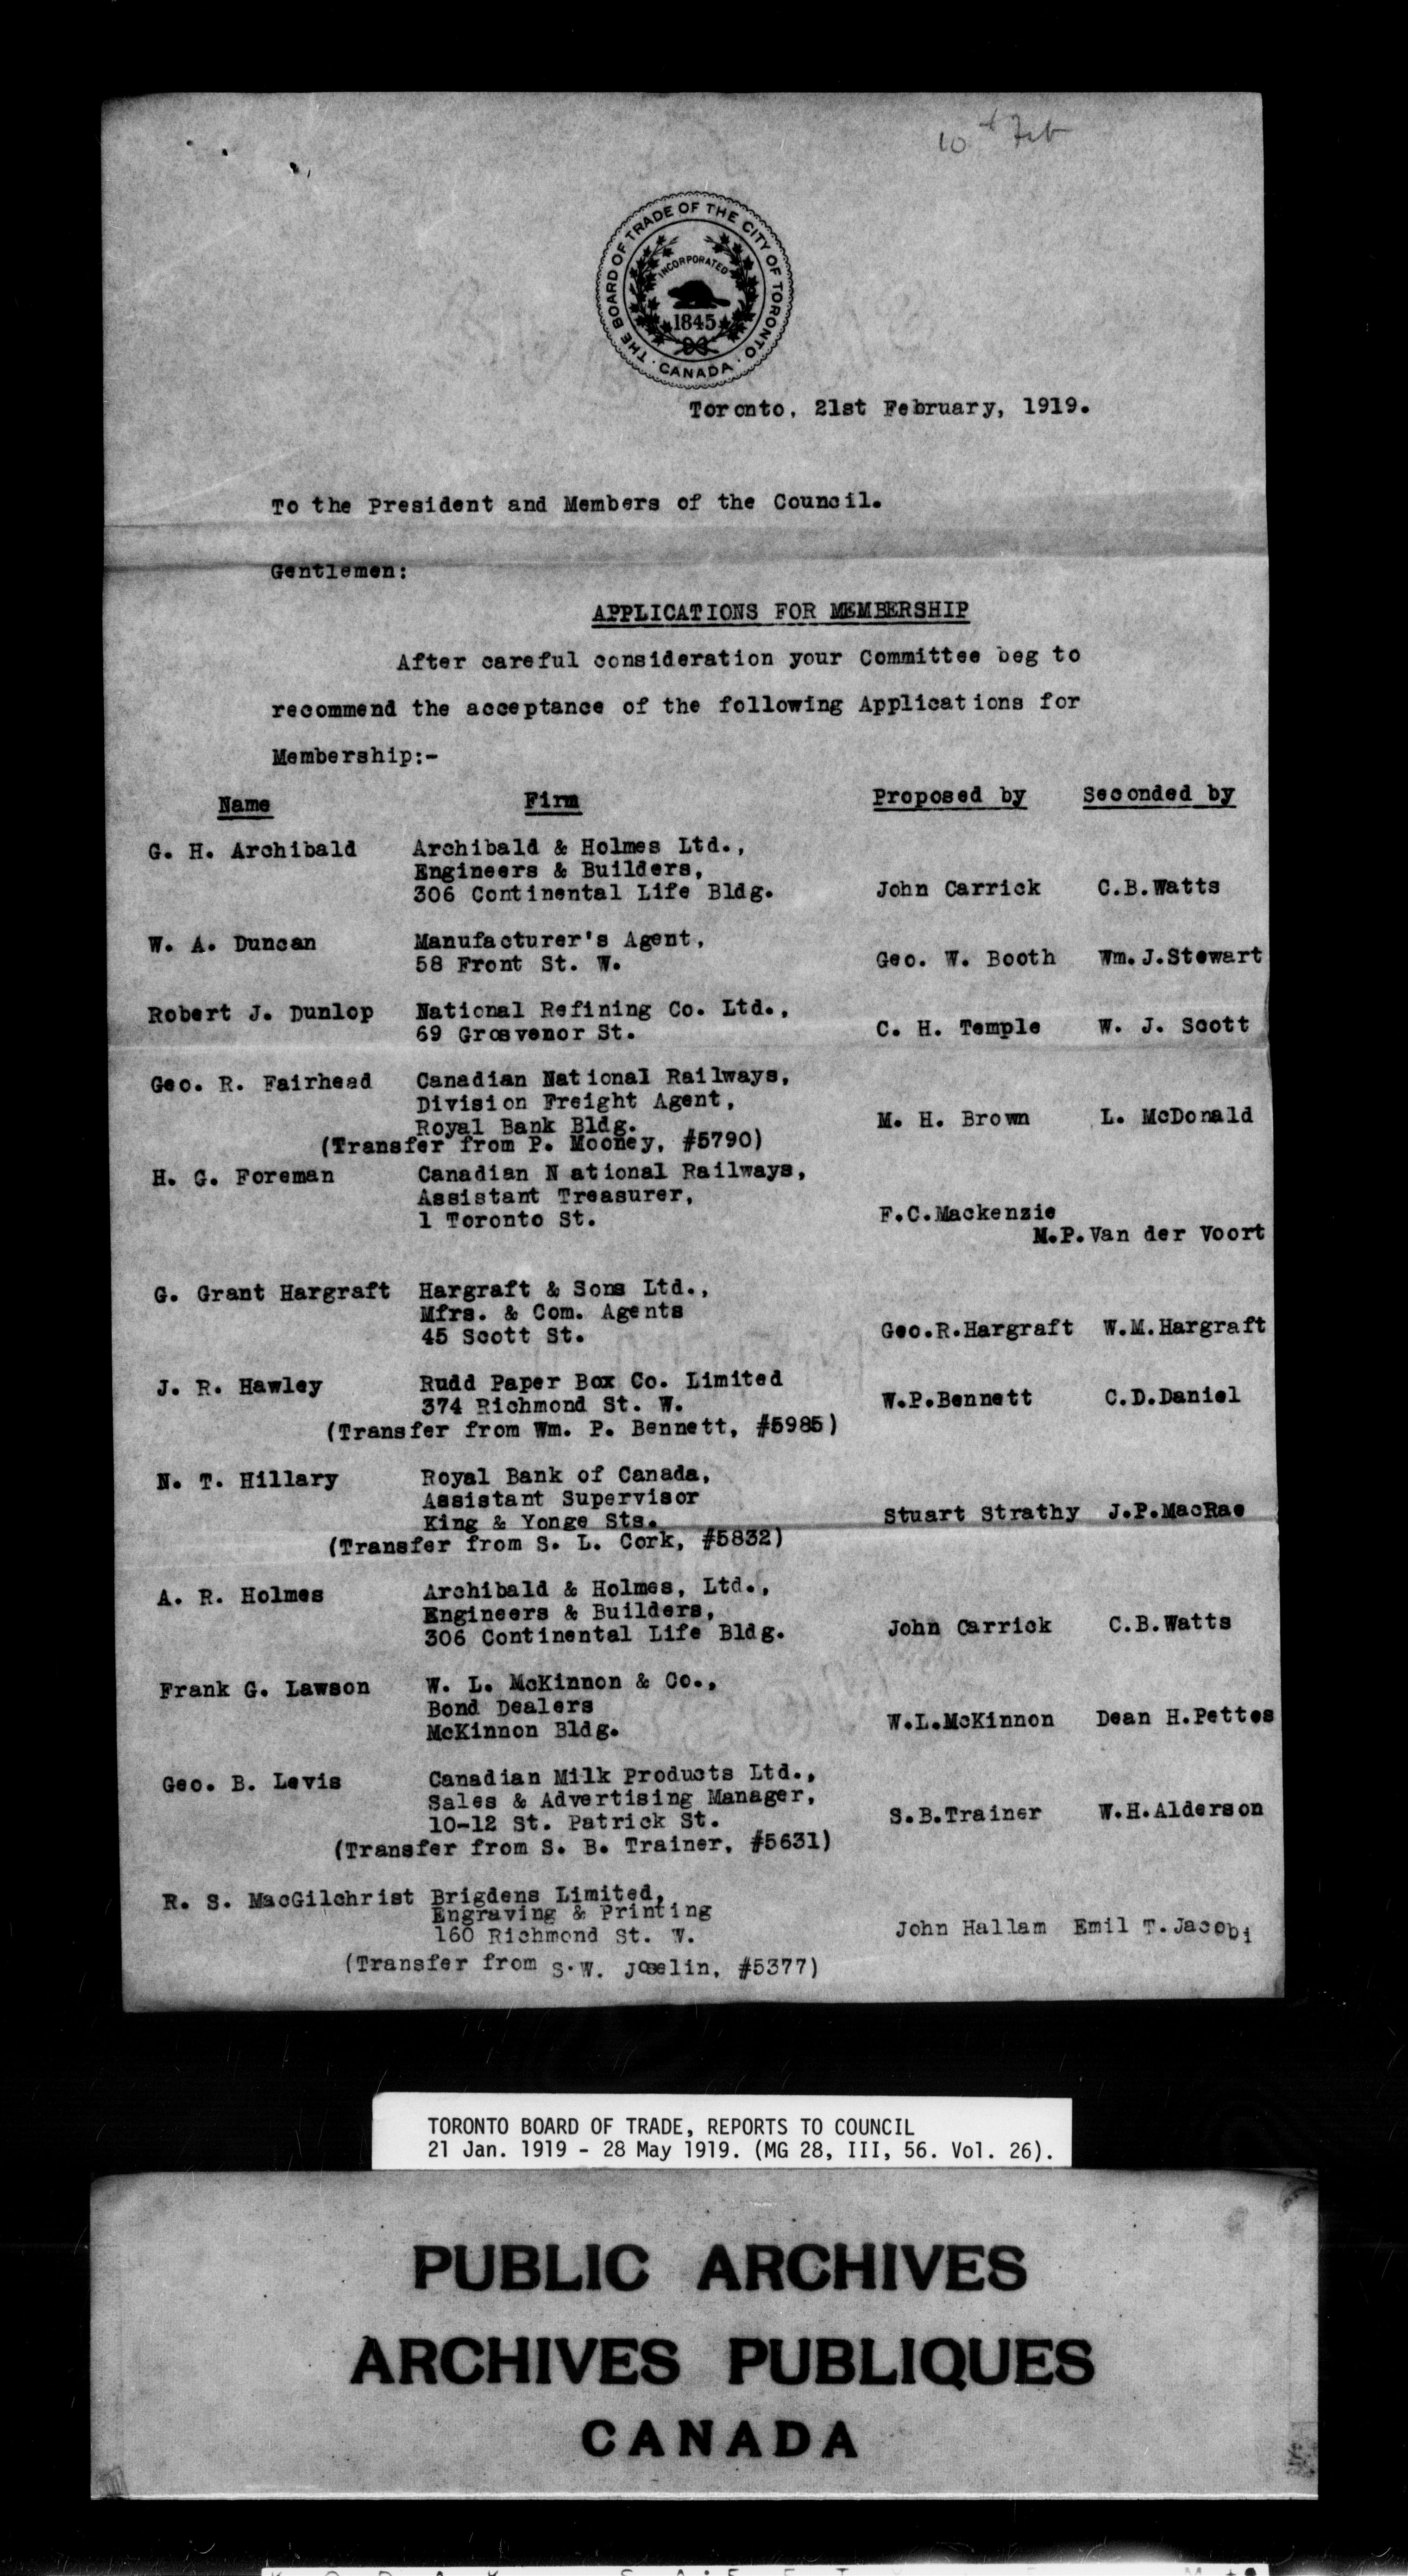 10th Feb
THE BOARD OF TRADE OF THE CITY OF TORONTO · CANADA ·
INCORPORATED
1845
Toronto, 21st February, 1919.
To the President and Members of the Council.
Gentlemen:
APPLICATIONS FOR MEMBERSHIP
After careful consideration your Committee beg to
recommend the acceptance of the following Applications for
Membership:-
Name Firm Proposed by Seconded by
G. H. Archibald Archibald & Holmes Ltd.,
Engineers & Builders,
306 Continental Life Bldg. John Carrick C.B.Watts
W. A. Duncan Manufacturer's Agent,
58 Front St. W. Geo. W. Booth Wm.J.Stewart
Robert J. Dunlop National Refining Co. Ltd.,
69 Grosvenor St. C. H. Temple W. J. Scott
Geo. R. Fairhead Canadian National Railways,
Division Freight Agent,
Royal Bank Bldg. M. H. Brown L. McDonald
(Transfer from P. Mooney, #5790)
H. G. Foreman Canadian N ational Railways,
Assistant Treasurer,
1 Toronto St. F.C.Mackenzie
M.P.Van der Voort
G. Grant Hargraft Hargraft & Sons Ltd.,
Mfrs. & Com. Agents
45 Scott St. Geo.R.Hargraft W.M.Hargraft
J. R. Hawley Rudd Paper Box Co. Limited
374 Richmond St. W. W.P.Bennett C.D.Daniel
(Transfer from Wm. P. Bennett, #5985)
N. T. Hillary Royal Bank of Canada,
Assistant Supervisor
King & Yonge Sts. Stuart Strathy J.P.MacRae
(Transfer from S. L. Cork, #5832)
A. R. Holmes Archibald & Holmes, Ltd.,
Engineers & Builders,
306 Continental Life Bldg. John Carrick C.B.Watts
Frank G. Lawson W. L. McKinnon & Co.,
Bond Dealers
McKinnon Bldg. W.L.McKinnon Dean H.Pettes
Geo. B. Levis Canadian Milk Products Ltd.,
Sales & Advertising Manager,
10-12 St. Patrick St. S.B.Trainer W.H.Alderson
(Transfer from S. B. Trainer, #5631)
R. S. MacGilchrist Brigdens Limited,
Engraving & Printing
160 Richmond St. W. John Hallam Emil T.Jacobi
(Transfer from S.W. Joselin, #5377)
TORONTO BOARD OF TRADE, REPORTS TO COUNCIL
21 Jan. 1919 - 28 May 1919. (MG 28, III, 56. Vol. 26).
PUBLIC ARCHIVES
ARCHIVES PUBLIQUES
CANADA